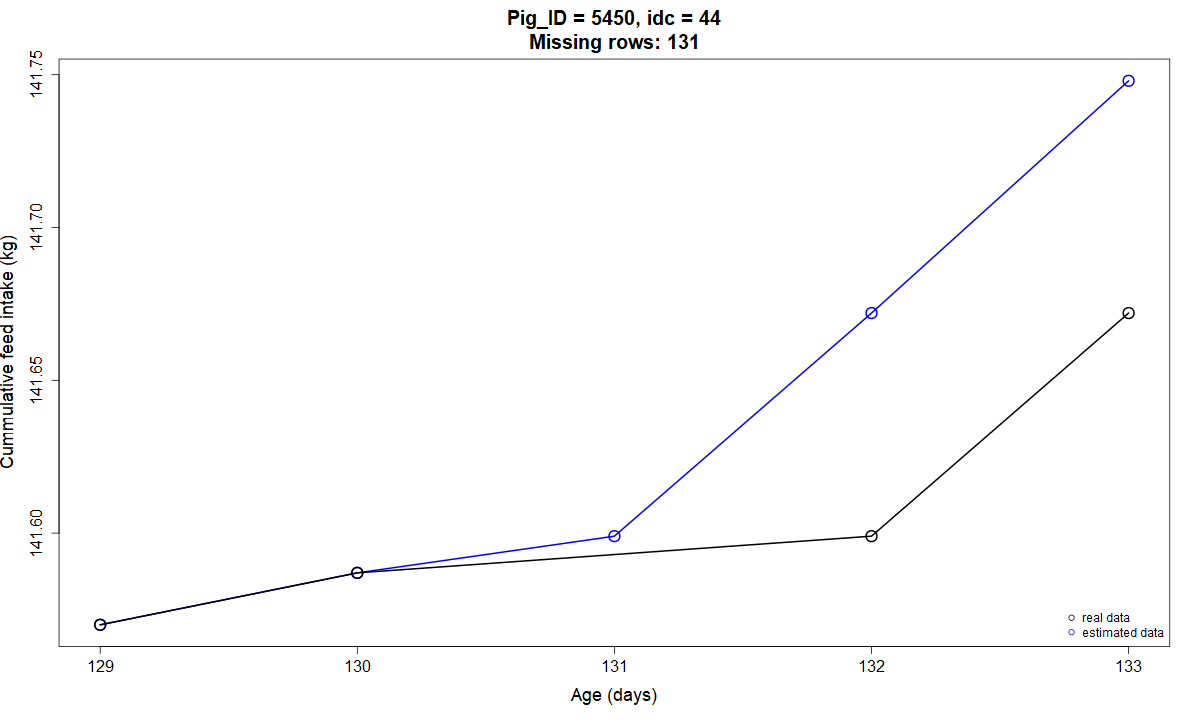 Pig_ID = 5450, idc = 44
Missing rows: 131
141.75
141.70
141.65
141.60
Cummulative feed intake (kg)
129
130
131
132
133
Age (days)
real data
estimated data